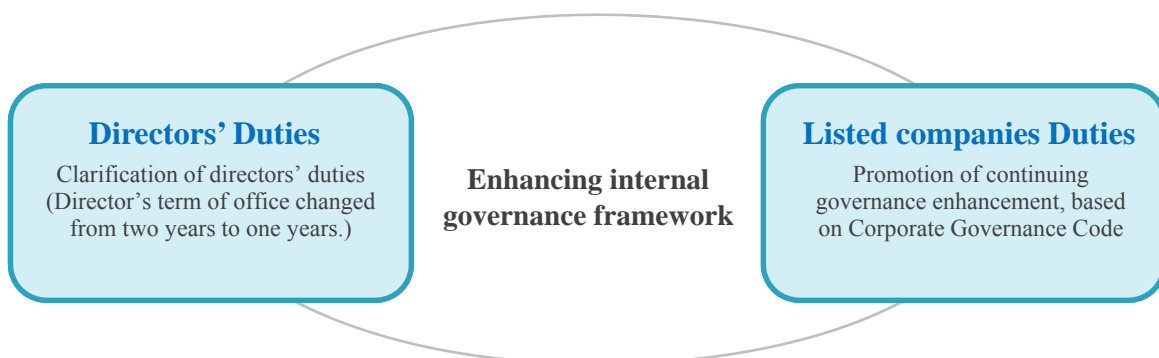 Directors’ Duties
Clarification of directors’ duties
(Director’s term of office changed
from two years to one years.)
Enhancing internal
governance framework
Listed companies Duties
Promotion of continuing
governance enhancement, based
on Corporate Governance Code